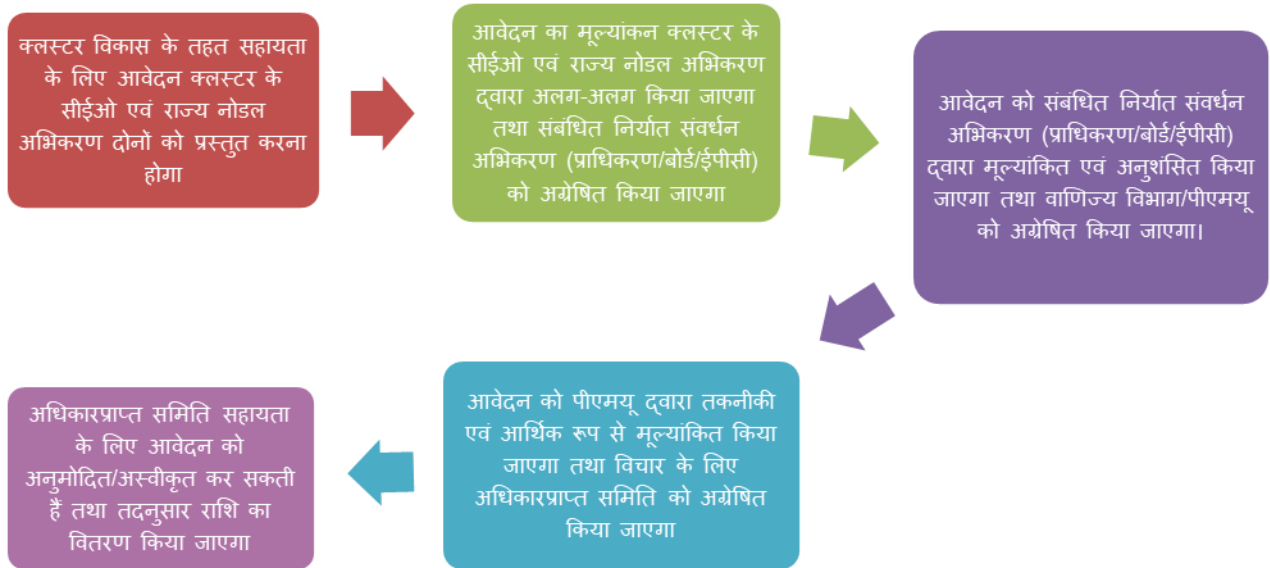 क्लस्टर विकास के तहत सहायता
के लिए आवेदन क्लस्टर के
सीईओ एवं राज्य नोडल
अभिकरण दोनों को प्रस्तुत करना
होगा
आवेदन का मूल्यांकन क्लस्टर के
सीईओ एवं राज्य नोडल अभिकरण
द्वारा अलग-अलग किया जाएगा
तथा संबंधित निर्यात संवर्धन
अभिकरण (प्राधिकरण/बोर्ड/ईपीसी)
को अग्रेषित किया जाएगा
आवेदन को संबंधित निर्यात संवर्धन
अभिकरण (प्राधिकरण/बोर्ड/ईपीसी)
द्वारा मूल्यांकित एवं अनुशंसित किया
जाएगा तथा वाणिज्य विभाग/पीएमयू
को अग्रेषित किया जाएगा।
आवेदन को पीएमयू द्वारा तकनीकी
एवं आर्थिक रूप से मूल्यांकित किया
जाएगा तथा विचार के लिए
अधिकारप्राप्त समिति को अग्रेषित
किया जाएगा
अधिकारप्राप्त समिति सहायता
के लिए आवेदन को
अनुमोदित/अस्वीकृत कर सकती
हैं तथा तदनुसार राशि का
वितरण किया जाएगा